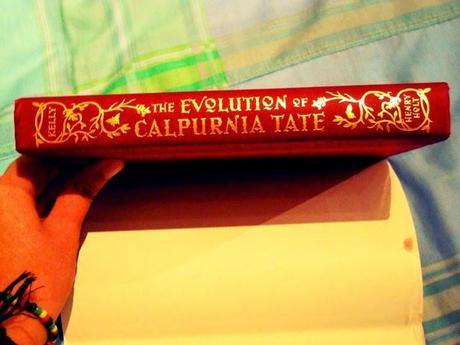 KELLY
THE EVOLUTION OF
CALPURNIA TATE
HENRY
HOLT